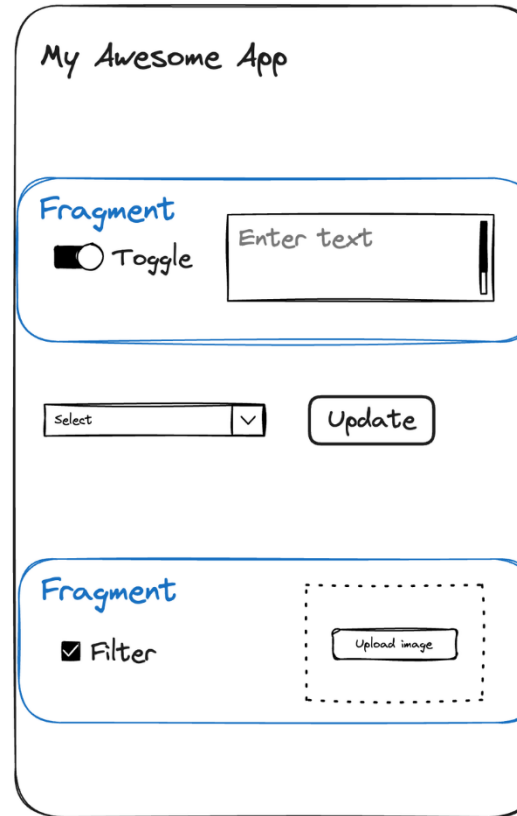 My Awesome App
Fragment
Enter text
Toggle
Select
Update
Fragment
Filter
Upload image